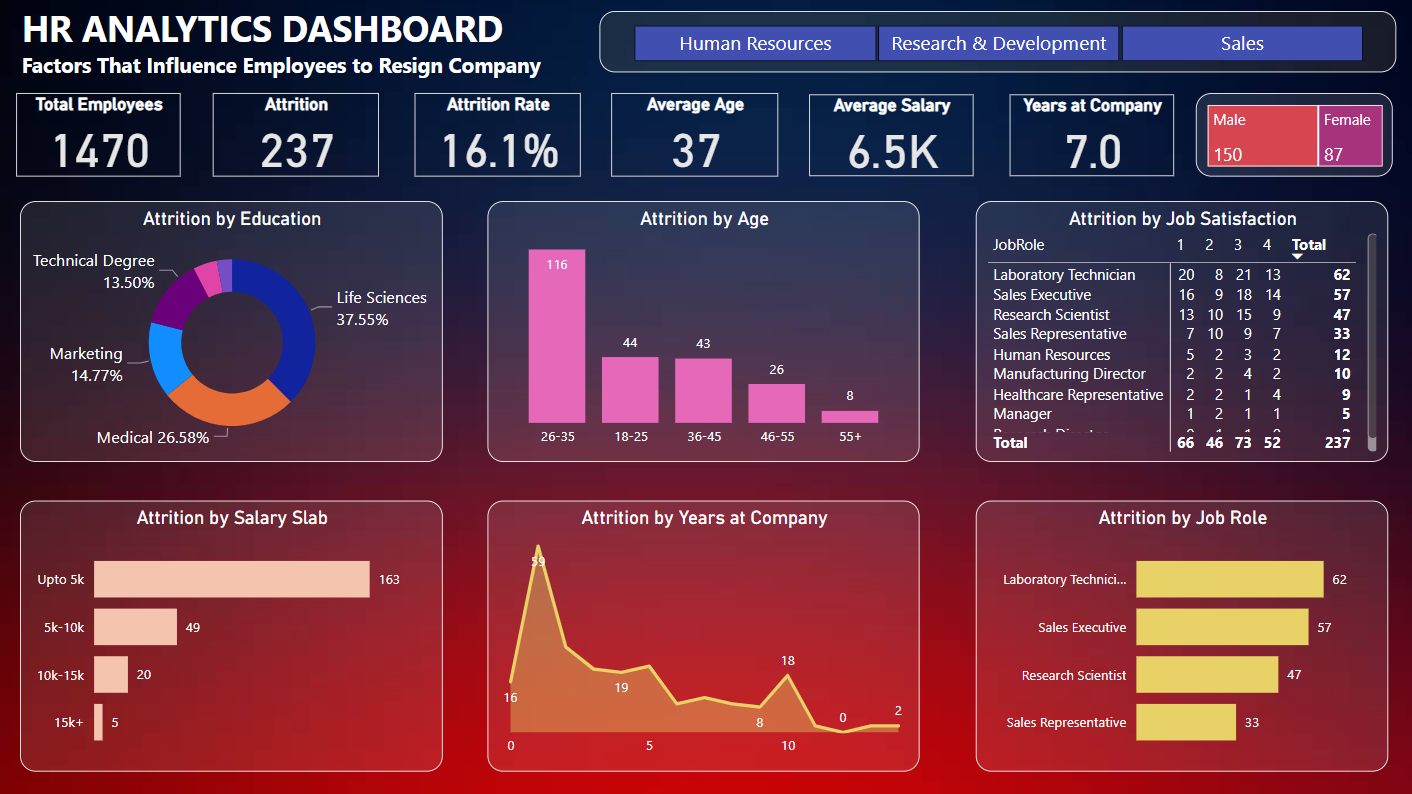 HR ANALYTICS DASHBOARD
Factors That Influence Employees to Resign Company
Human Resources
Research & Development
Sales
Total Employees
1470
Attrition
237
Attrition Rate
16.1%
Average Age
37
Average Salary
6.5K
Years at Company
7.0
Male
150
Female
87
Attrition by Education
Technical Degree
13.50%
Life Sciences
37.55%
Marketing
14.77%
Medical 26.58%
Attrition by Age
116
44
43
26
8
26-35 18-25 36-45 46-55 55+
Attrition by Job Satisfaction
JobRole 1 2 3 4 Total
Laboratory Technician 20 8 21 13 62
Sales Executive 16 9 18 14 57
Research Scientist 13 10 15 9 47
Sales Representative 7 10 9 7 33
Human Resources 5 2 3 2 12
Manufacturing Director 2 2 4 2 10
Healthcare Representative 2 2 1 4 9
Manager 1 2 1 1 5
Total 66 46 73 52 237
Attrition by Salary Slab
Upto 5k 163
5k-10k 49
10k-15k 20
15k+ 5
Attrition by Years at Company
59
16
19
18
8
0
2
0 5 10
Attrition by Job Role
Laboratory Technici... 62
Sales Executive 57
Research Scientist 47
Sales Representative 33